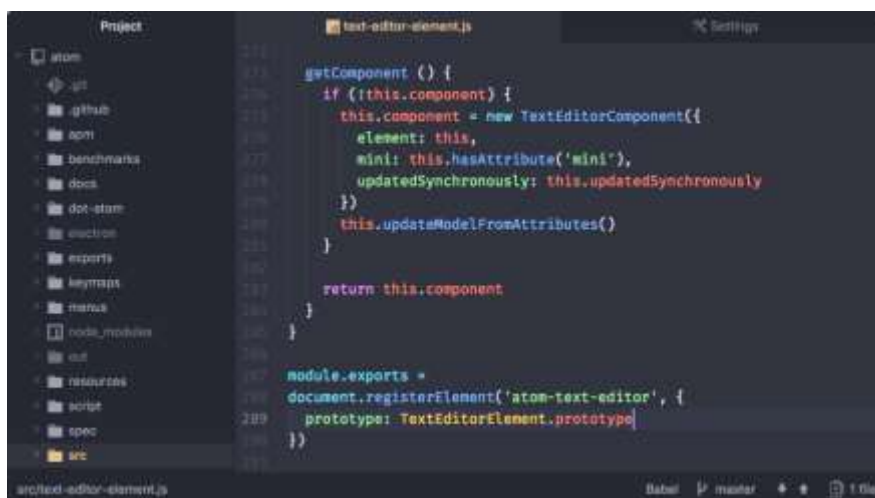 Project
text-editor-element.js
Settings
atom
.git
.github
apm
benchmarks
docs
dot-atom
electron
exports
keymaps
menus
node_modules
out
resources
script
spec
src
getComponent () {
if (!this.component) {
this.component = new TextEditorComponent({
element: this,
mini: this.hasAttribute('mini'),
updatedSynchronously: this.updatedSynchronously
})
this.updateModelFromAttributes()
}
return this.component
}
}
module.exports =
document.registerElement('atom-text-editor', {
289 prototype: TextEditorElement.prototype
})
src/text-editor-element.js
Babel
master
1 file